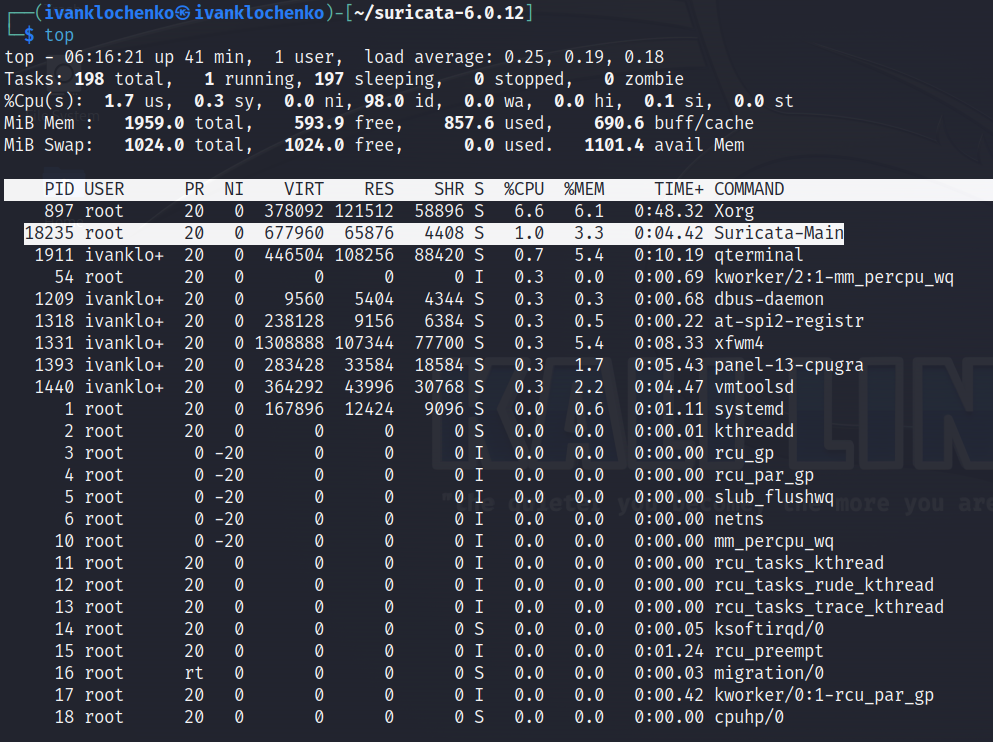 ┌──(ivanklochenko㉿ivanklochenko)-[~/suricata-6.0.12]
└─$ top
top - 06:16:21 up 41 min,  1 user,  load average: 0.25, 0.19, 0.18
Tasks: 198 total,   1 running, 197 sleeping,   0 stopped,   0 zombie
%Cpu(s):  1.7 us,  0.3 sy,  0.0 ni, 98.0 id,  0.0 wa,  0.0 hi,  0.1 si,  0.0 st
MiB Mem :   1959.0 total,    593.9 free,    857.6 used,    690.6 buff/cache
MiB Swap:   1024.0 total,   1024.0 free,      0.0 used.   1101.4 avail Mem
PID USER      PR  NI    VIRT    RES    SHR S  %CPU  %MEM     TIME+ COMMAND
897 root      20   0  378092 121512  58896 S   6.6   6.1   0:48.32 Xorg
18235 root      20   0  677960  65876   4408 S   1.0   3.3   0:04.42 Suricata-Main
1911 ivanklo+  20   0  446504 108256  88420 S   0.7   5.4   0:10.19 qterminal
54 root      20   0       0      0      0 I   0.3   0.0   0:00.69 kworker/2:1-mm_percpu_wq
1209 ivanklo+  20   0    9560   5404   4344 S   0.3   0.3   0:00.68 dbus-daemon
1318 ivanklo+  20   0  238128   9156   6384 S   0.3   0.5   0:00.22 at-spi2-registr
1331 ivanklo+  20   0 1308888 107344  77700 S   0.3   5.4   0:08.33 xfwm4
1393 ivanklo+  20   0  283428  33584  18584 S   0.3   1.7   0:05.43 panel-13-cpugra
1440 ivanklo+  20   0  364292  43996  30768 S   0.3   2.2   0:04.47 vmtoolsd
1 root      20   0  167896  12424   9096 S   0.0   0.6   0:01.11 systemd
2 root      20   0       0      0      0 S   0.0   0.0   0:00.01 kthreadd
3 root       0 -20       0      0      0 I   0.0   0.0   0:00.00 rcu_gp
4 root       0 -20       0      0      0 I   0.0   0.0   0:00.00 rcu_par_gp
5 root       0 -20       0      0      0 I   0.0   0.0   0:00.00 slub_flushwq
6 root       0 -20       0      0      0 I   0.0   0.0   0:00.00 netns
10 root       0 -20       0      0      0 I   0.0   0.0   0:00.00 mm_percpu_wq
11 root      20   0       0      0      0 I   0.0   0.0   0:00.00 rcu_tasks_kthread
12 root      20   0       0      0      0 I   0.0   0.0   0:00.00 rcu_tasks_rude_kthread
13 root      20   0       0      0      0 I   0.0   0.0   0:00.00 rcu_tasks_trace_kthread
14 root      20   0       0      0      0 S   0.0   0.0   0:00.05 ksoftirqd/0
15 root      20   0       0      0      0 I   0.0   0.0   0:01.24 rcu_preempt
16 root      rt   0       0      0      0 S   0.0   0.0   0:00.03 migration/0
17 root      20   0       0      0      0 I   0.0   0.0   0:00.42 kworker/0:1-rcu_par_gp
18 root      20   0       0      0      0 S   0.0   0.0   0:00.00 cpuhp/0